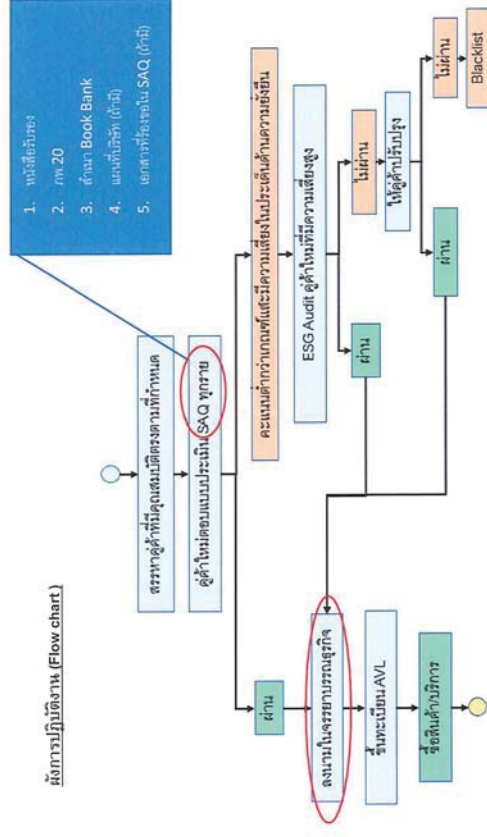 ผังการปฏิบัติงาน (Flow chart)
1. หนังสือรับรอง
2. ภพ 20
3. สำเนา Book Bank
4. แผนที่บริษัท (ถ้ามี)
5. เอกสารที่ร้องขอใน SAQ (ถ้ามี)
สรรหาคู่ค้าที่มีคุณสมบัติตรงตามที่กำหนด
คู่ค้าใหม่ตอบแบบประเมิน SAQ ทุกราย
ผ่าน
คะแนนต่ำกว่าเกณฑ์และมีความเสี่ยงในประเด็นด้านความยั่งยืน
ลงนามในจรรยาบรรณธุรกิจ
ESG Audit คู่ค้าใหม่ที่มีความเสี่ยงสูง
ขึ้นทะเบียน AVL
ผ่าน
ไม่ผ่าน
ซื้อสินค้า/บริการ
ให้คู่ค้าปรับปรุง
ผ่าน
ไม่ผ่าน
Blacklist